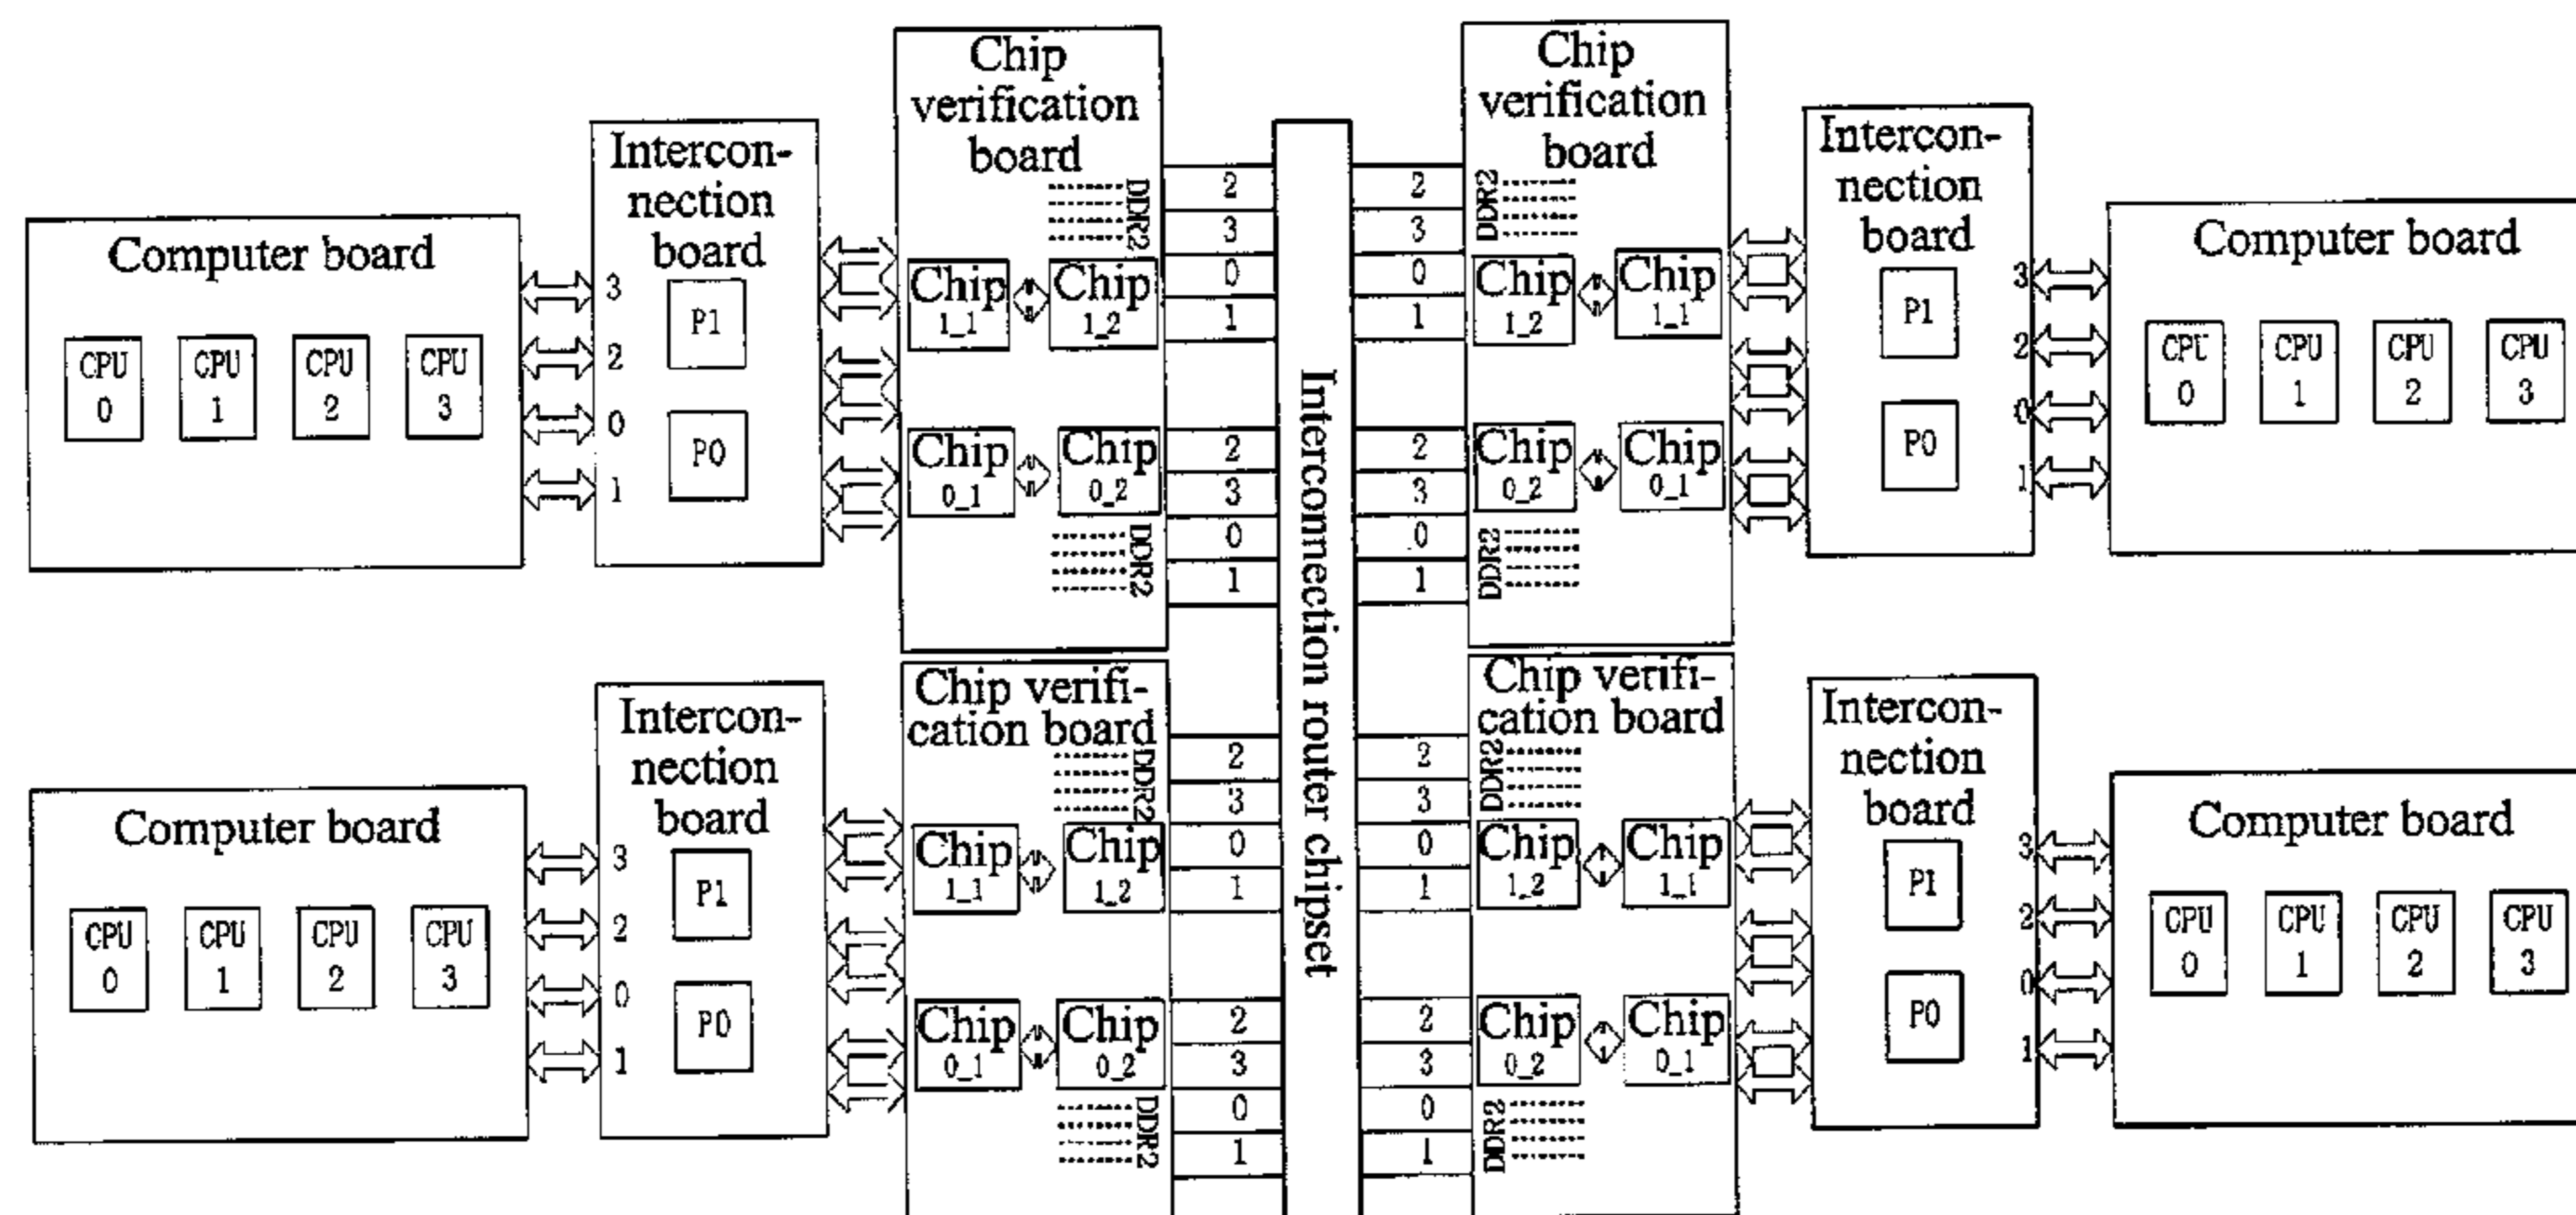 Computer board
CPU
0
CPU
1
CPU
2
CPU
3
3
2
0
1
Intercon-
nection
board
P1
P0
Chip
verification
board
DDR2
Chip
1_1
Chip
1_2
Chip
0_1
Chip
0_2
DDR2
2
3
0
1
2
3
0
1
Interconnection router chipset
2
3
0
1
2
3
0
1
Chip
verification
board
DDR2
Chip
1_2
Chip
1_1
Chip
0_2
Chip
0_1
DDR2
Intercon-
nection
board
P1
P0
3
2
0
1
Computer board
CPU
0
CPU
1
CPU
2
CPU
3
Computer board
CPU
0
CPU
1
CPU
2
CPU
3
3
2
0
1
Intercon-
nection
board
P1
P0
Chip verifi-
cation board
DDR2
Chip
1_1
Chip
1_2
Chip
0_1
Chip
0_2
DDR2
2
3
0
1
2
3
0
1
2
3
0
1
2
3
0
1
Chip verifi-
cation board
DDR2
Chip
1_2
Chip
1_1
Chip
0_2
Chip
0_1
DDR2
Intercon-
nection
board
P1
P0
3
2
0
1
Computer board
CPU
0
CPU
1
CPU
2
CPU
3